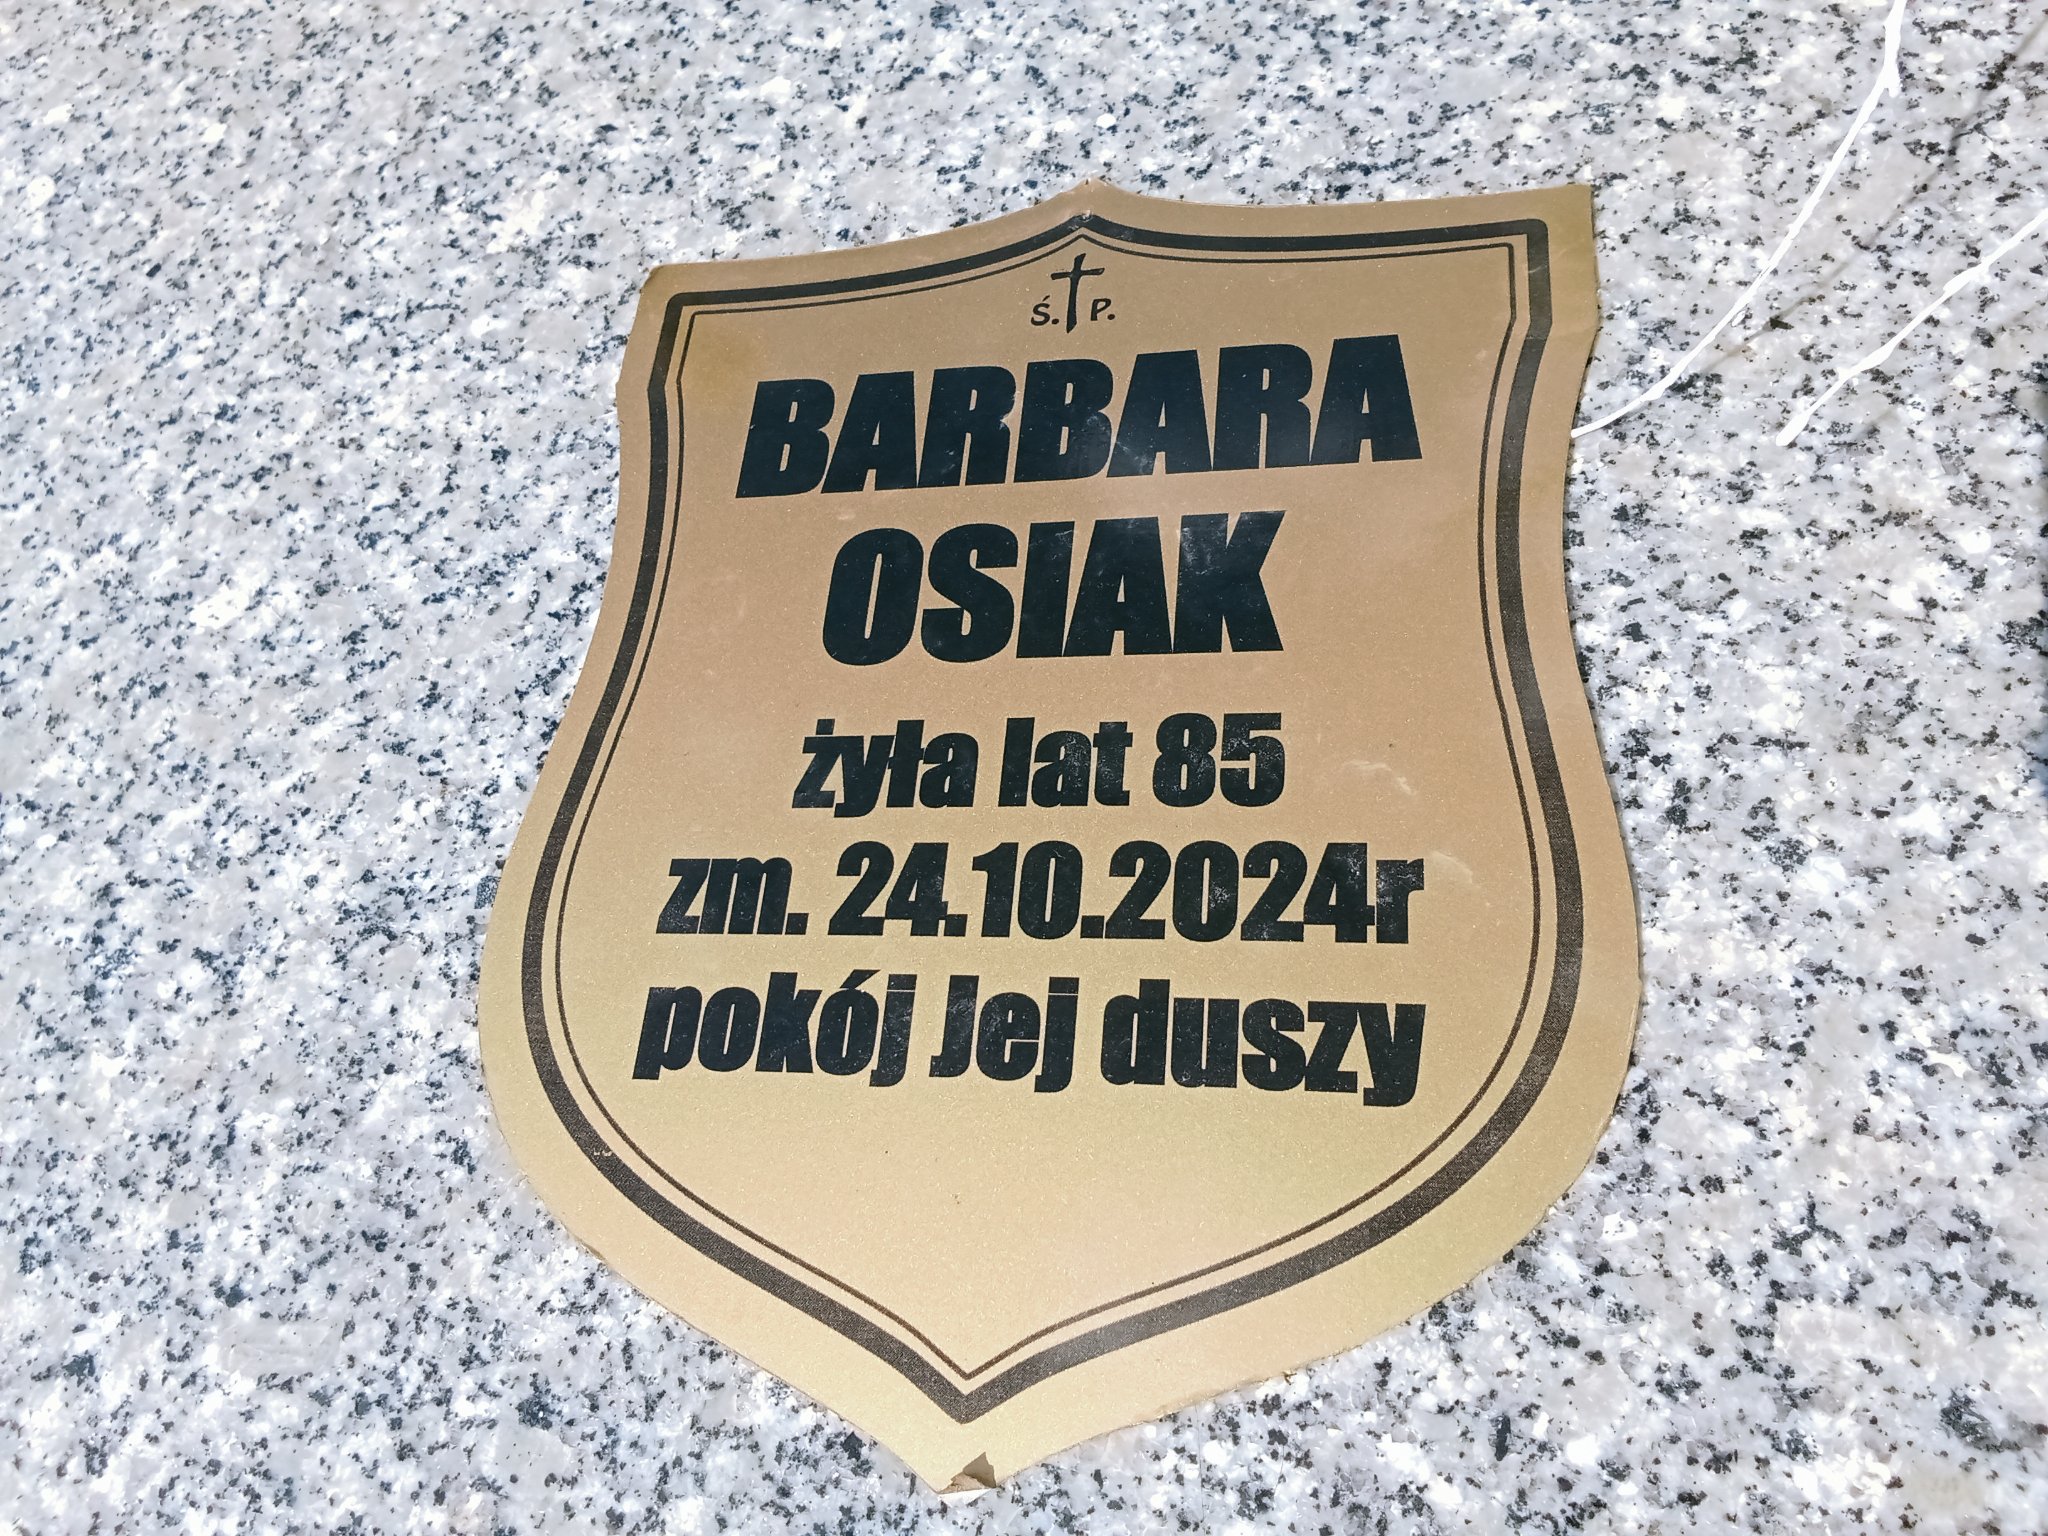 Ś. P.
BARBARA
OSIAK
żyła lat 85
zm. 24.10.2024r
pokój Jej duszy